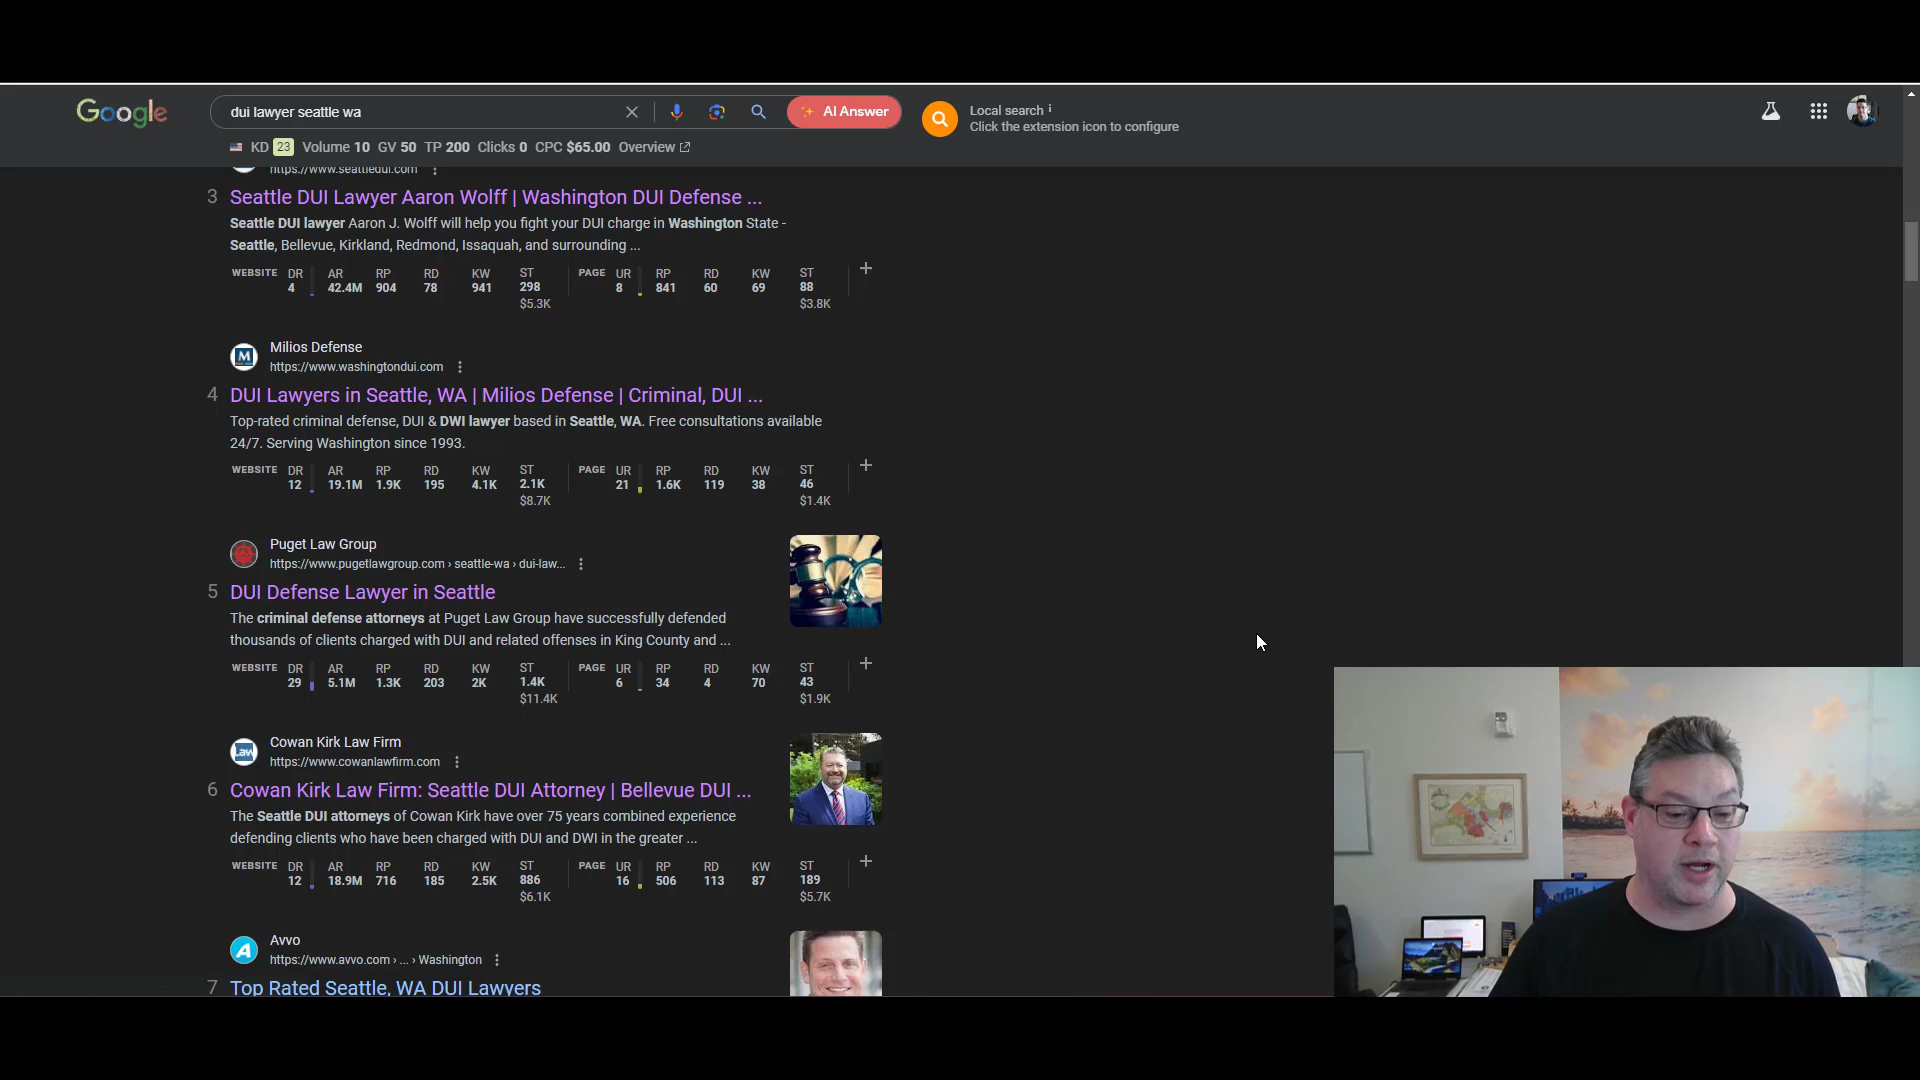 Google
dui lawyer seattle wa
AI Answer
Local search i
Click the extension icon to configure
KD 23 Volume 10 GV 50 TP 200 Clicks 0 CPC $65.00 Overview
https://www.seattledui.com
3 Seattle DUI Lawyer Aaron Wolff | Washington DUI Defense ...
Seattle DUI lawyer Aaron J. Wolff will help you fight your DUI charge in Washington State -
Seattle, Bellevue, Kirkland, Redmond, Issaquah, and surrounding ...
WEBSITE DR AR RP RD KW ST PAGE UR RP RD KW ST
4 42.4M 904 78 941 298 8 841 60 69 88
$5.3K $3.8K
Milios Defense
https://www.washingtondui.com
4 DUI Lawyers in Seattle, WA | Milios Defense | Criminal, DUI ...
Top-rated criminal defense, DUI & DWI lawyer based in Seattle, WA. Free consultations available
24/7. Serving Washington since 1993.
WEBSITE DR AR RP RD KW ST PAGE UR RP RD KW ST
12 19.1M 1.9K 195 4.1K 2.1K 21 1.6K 119 38 46
$8.7K $1.4K
Puget Law Group
https://www.pugetlawgroup.com › seattle-wa › dui-law...
5 DUI Defense Lawyer in Seattle
The criminal defense attorneys at Puget Law Group have successfully defended
thousands of clients charged with DUI and related offenses in King County and ...
WEBSITE DR AR RP RD KW ST PAGE UR RP RD KW ST
29 5.1M 1.3K 203 2K 1.4K 6 34 4 70 43
$11.4K $1.9K
Law
Cowan Kirk Law Firm
https://www.cowanlawfirm.com
6 Cowan Kirk Law Firm: Seattle DUI Attorney | Bellevue DUI ...
The Seattle DUI attorneys of Cowan Kirk have over 75 years combined experience
defending clients who have been charged with DUI and DWI in the greater ...
WEBSITE DR AR RP RD KW ST PAGE UR RP RD KW ST
12 18.9M 716 185 2.5K 886 16 506 113 87 189
$6.1K $5.7K
Avvo
https://www.avvo.com › ... › Washington
7 Top Rated Seattle, WA DUI Lawyers